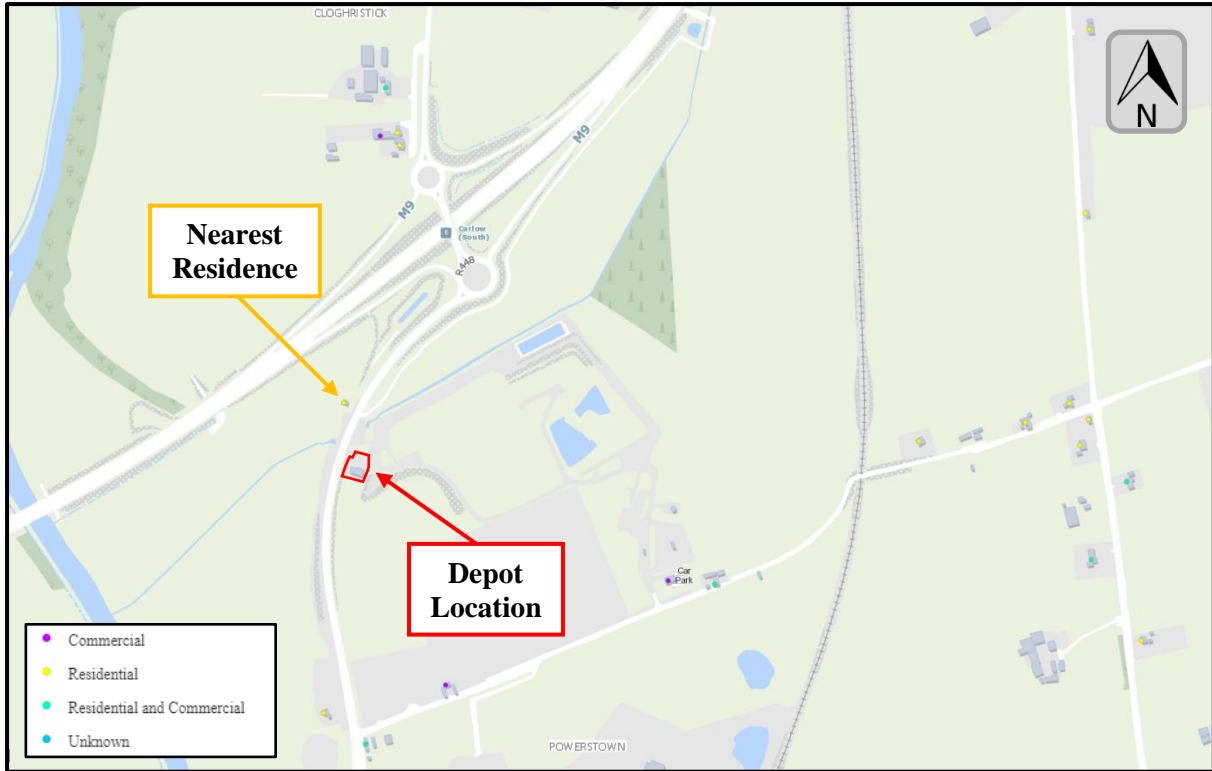 CLOGHRISTICK
N
M9
M9
Nearest
Residence
Carlow
(South)
R448
Depot
Location
Car
Park
Commercial
Residential
Residential and Commercial
Unknown
POWERSTOWN